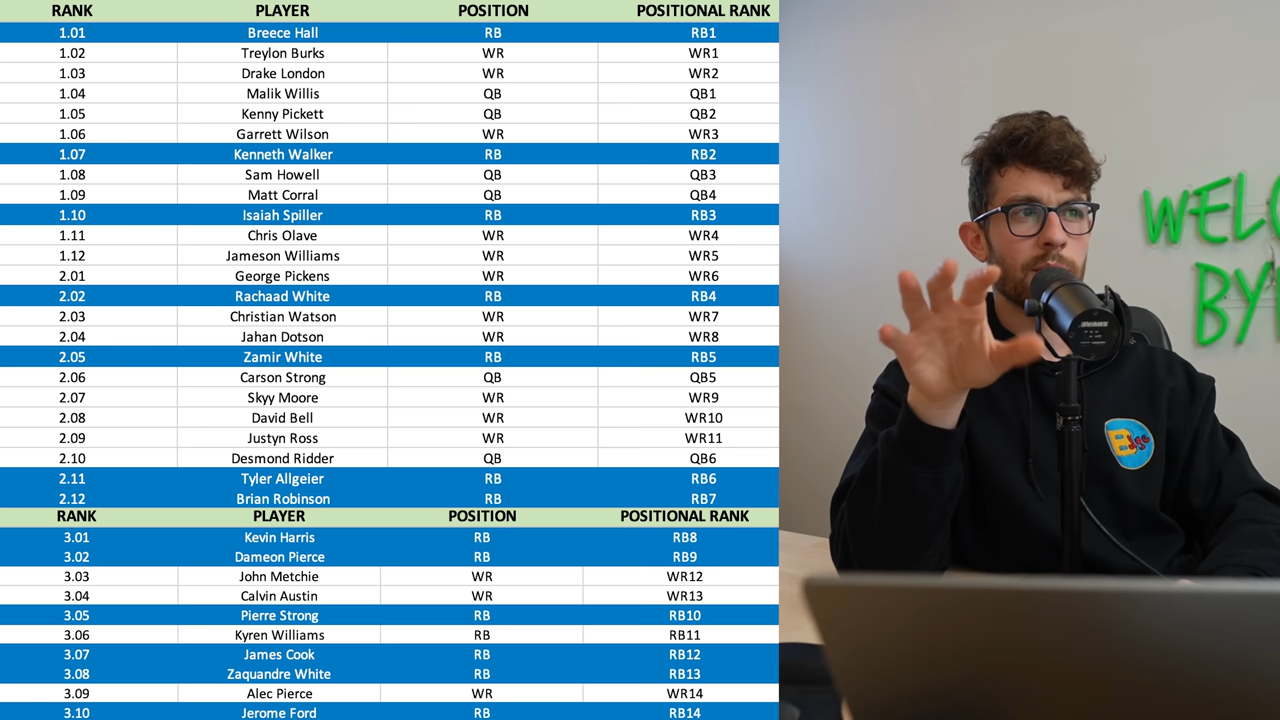 RANK PLAYER POSITION POSITIONAL RANK
1.01 Breece Hall RB RB1
1.02 Treylon Burks WR WR1
1.03 Drake London WR WR2
1.04 Malik Willis QB QB1
1.05 Kenny Pickett QB QB2
1.06 Garrett Wilson WR WR3
1.07 Kenneth Walker RB RB2
1.08 Sam Howell QB QB3
1.09 Matt Corral QB QB4
1.10 Isaiah Spiller RB RB3
1.11 Chris Olave WR WR4
1.12 Jameson Williams WR WR5
2.01 George Pickens WR WR6
2.02 Rachaad White RB RB4
2.03 Christian Watson WR WR7
2.04 Jahan Dotson WR WR8
2.05 Zamir White RB RB5
2.06 Carson Strong QB QB5
2.07 Skyy Moore WR WR9
2.08 David Bell WR WR10
2.09 Justyn Ross WR WR11
2.10 Desmond Ridder QB QB6
2.11 Tyler Allgeier RB RB6
2.12 Brian Robinson RB RB7
RANK PLAYER POSITION POSITIONAL RANK
3.01 Kevin Harris RB RB8
3.02 Dameon Pierce RB RB9
3.03 John Metchie WR WR12
3.04 Calvin Austin WR WR13
3.05 Pierre Strong RB RB10
3.06 Kyren Williams RB RB11
3.07 James Cook RB RB12
3.08 Zaquandre White RB RB13
3.09 Alec Pierce WR WR14
3.10 Jerome Ford RB RB14
WELC
BY
SHURE